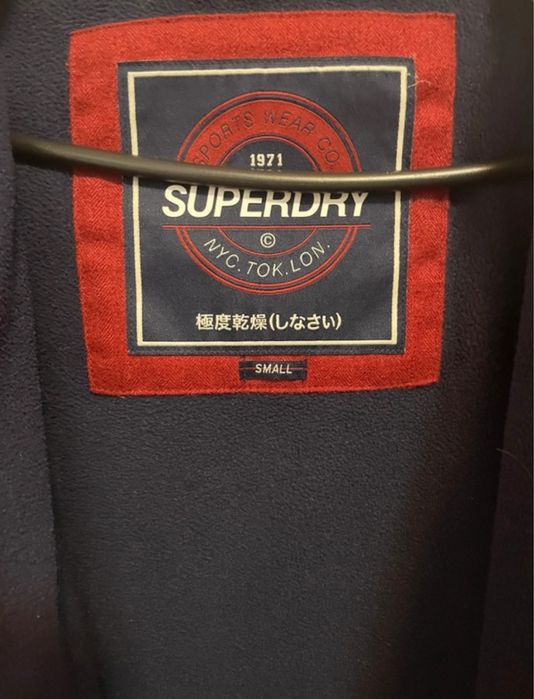 SPORTS WEAR CO.
1971
SUPERDRY
©
NYC. TOK. LON.
極度乾燥(しなさい)
SMALL